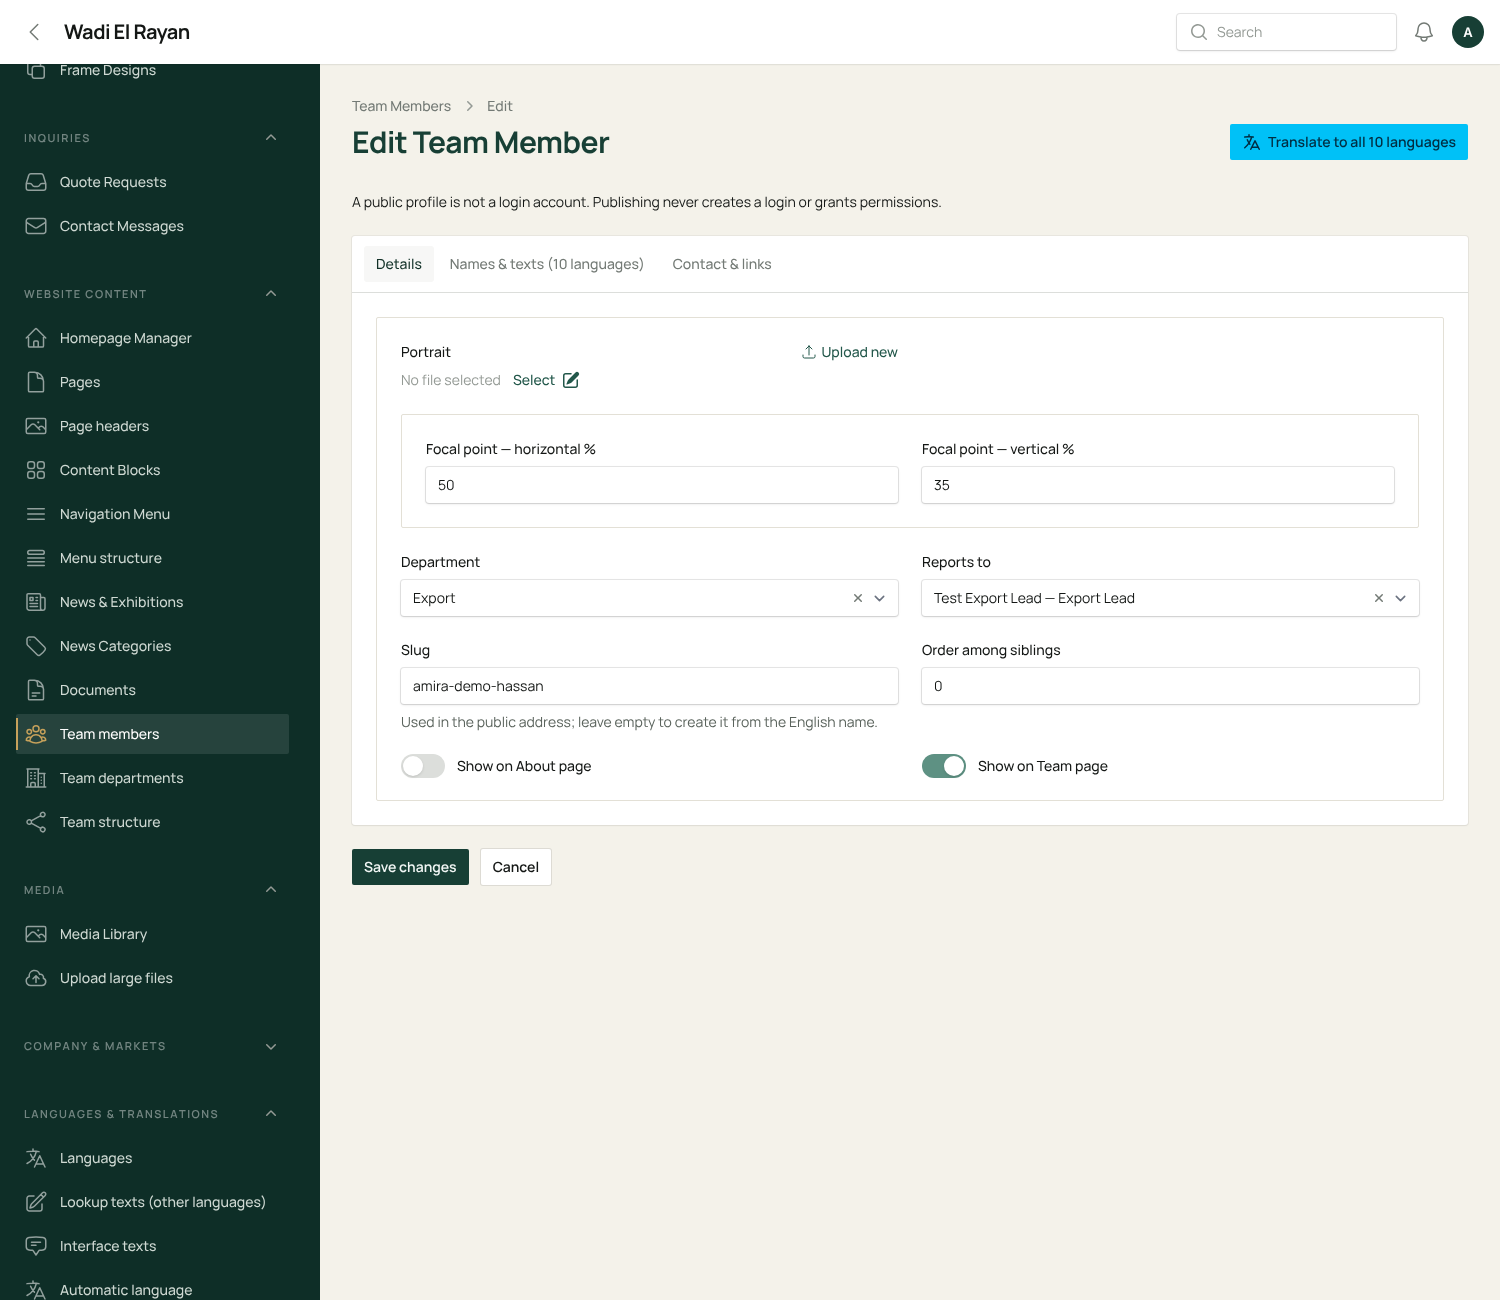 Wadi El Rayan
Search
A
Frame Designs
INQUIRIES
Quote Requests
Contact Messages
WEBSITE CONTENT
Homepage Manager
Pages
Page headers
Content Blocks
Navigation Menu
Menu structure
News & Exhibitions
News Categories
Documents
Team members
Team departments
Team structure
MEDIA
Media Library
Upload large files
COMPANY & MARKETS
LANGUAGES & TRANSLATIONS
Languages
Lookup texts (other languages)
Interface texts
Automatic language
Team Members > Edit
Edit Team Member
Translate to all 10 languages
A public profile is not a login account. Publishing never creates a login or grants permissions.
Details Names & texts (10 languages) Contact & links
Portrait Upload new
No file selected Select
Focal point — horizontal % Focal point — vertical %
50 35
Department Reports to
Export Test Export Lead — Export Lead
Slug Order among siblings
amira-demo-hassan 0
Used in the public address; leave empty to create it from the English name.
Show on About page Show on Team page
Save changes Cancel